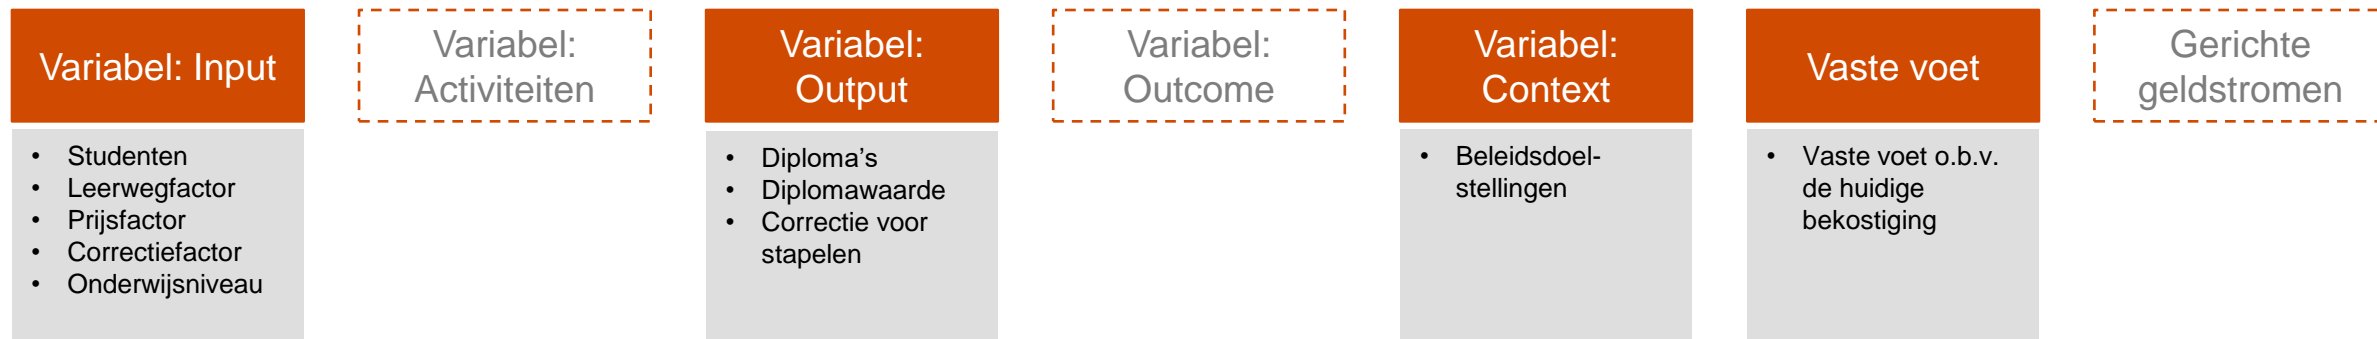 Variabel: Input
• Studenten
• Leerwegfactor
• Prijsfactor
• Correctiefactor
• Onderwijsniveau
Variabel:
Activiteiten
Variabel:
Output
• Diploma’s
• Diplomawaarde
• Correctie voor
stapelen
Variabel:
Outcome
Variabel:
Context
• Beleidsdoel-
stellingen
Vaste voet
• Vaste voet o.b.v.
de huidige
bekostiging
Gerichte
geldstromen